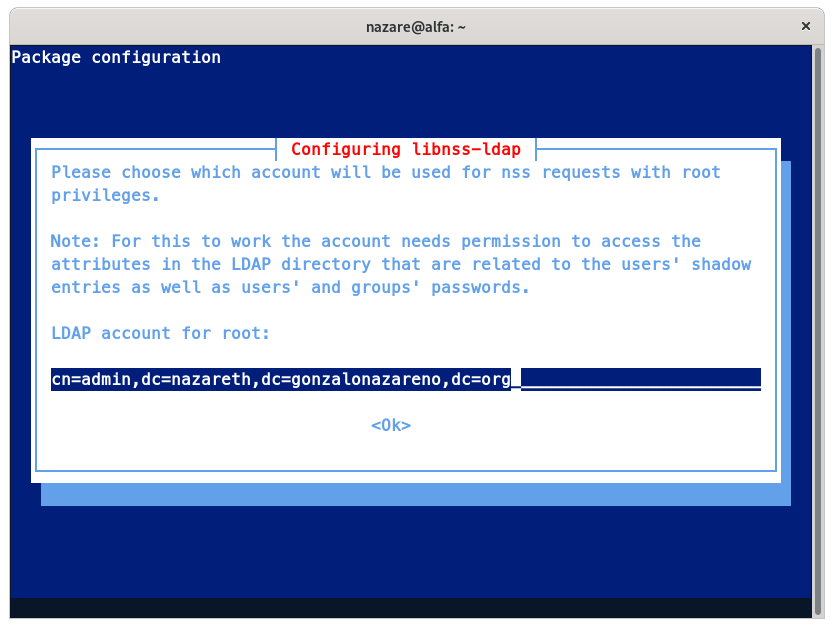 nazare@alfa: ~
Package configuration
Configuring libnss-ldap
Please choose which account will be used for nss requests with root
privileges.
Note: For this to work the account needs permission to access the
attributes in the LDAP directory that are related to the users' shadow
entries as well as users' and groups' passwords.
LDAP account for root:
cn=admin,dc=nazareth,dc=gonzalonazareno,dc=org
<Ok>